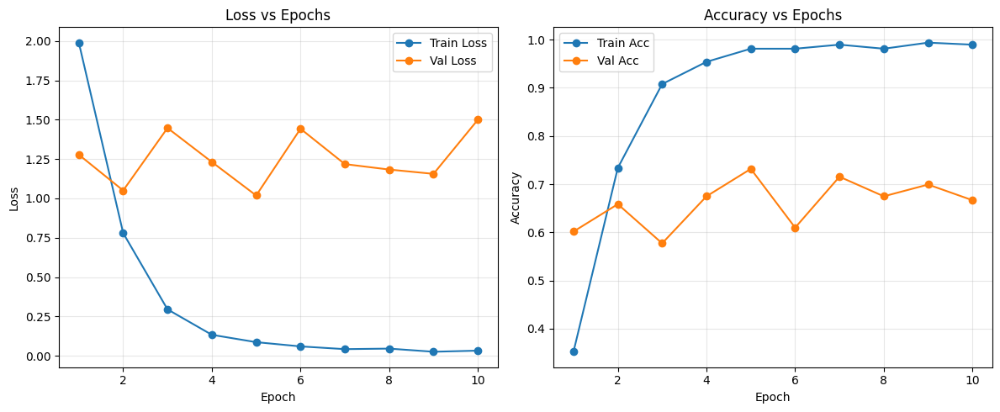 Loss vs Epochs
2.00
1.75
1.50
1.25
1.00
0.75
0.50
0.25
0.00
Loss
2 4 6 8 10
Epoch
Train Loss
Val Loss
Accuracy vs Epochs
1.0
0.9
0.8
0.7
0.6
0.5
0.4
Accuracy
2 4 6 8 10
Epoch
Train Acc
Val Acc